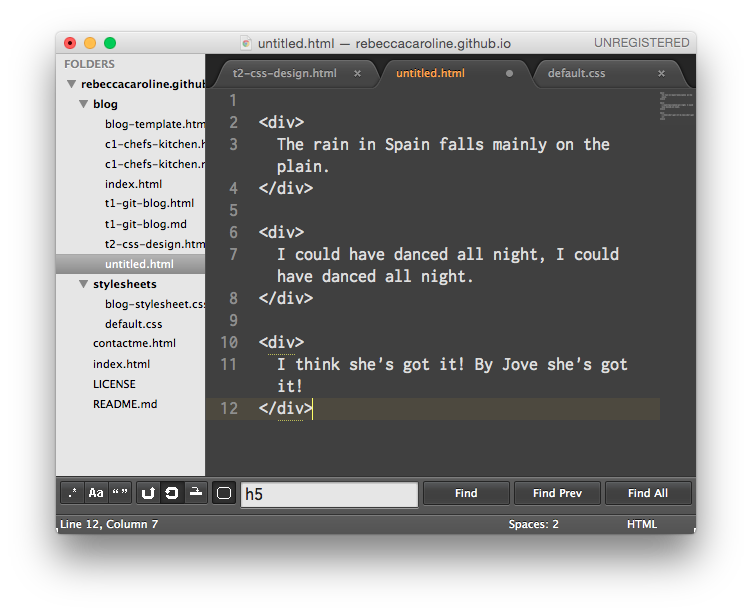 untitled.html — rebeccacaroline.github.io
UNREGISTERED
FOLDERS
rebeccacaroline.github
blog
blog-template.htm
c1-chefs-kitchen.h
c1-chefs-kitchen.m
index.html
t1-git-blog.html
t1-git-blog.md
t2-css-design.htm
untitled.html
stylesheets
blog-stylesheet.css
default.css
contactme.html
index.html
LICENSE
README.md
t2-css-design.html ×
untitled.html
default.css ×
1
2 <div>
3 The rain in Spain falls mainly on the
plain.
4 </div>
5
6 <div>
7 I could have danced all night, I could
have danced all night.
8 </div>
9
10 <div>
11 I think she's got it! By Jove she's got
it!
12 </div>
.* Aa “” h5 Find Find Prev Find All
Line 12, Column 7 Spaces: 2 HTML